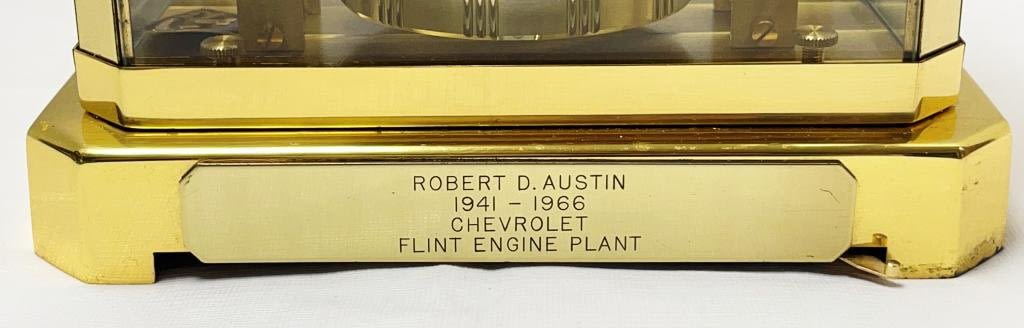 ROBERT D. AUSTIN
1941 - 1966
CHEVROLET
FLINT ENGINE PLANT